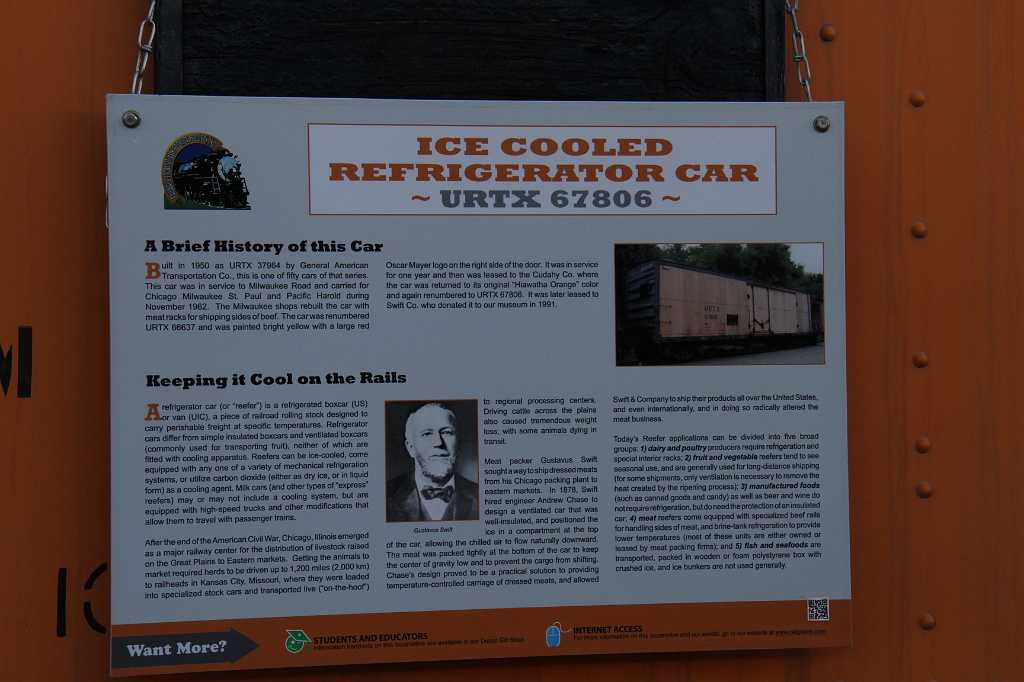 ICE COOLED
REFRIGERATOR CAR
~ URTX 67806 ~
A Brief History of this Car
Built in 1950 as URTX 37964 by General American
Transportation Co., this is one of fifty cars of that series.
This car was in service to Milwaukee Road and carried for
Chicago Milwaukee St. Paul and Pacific Harold during
November 1962. The Milwaukee shops rebuilt the car with
meat racks for shipping sides of beef. The car was renumbered
URTX 66637 and was painted bright yellow with a large red
Oscar Mayer logo on the right side of the door. It was in service
for one year and then was leased to the Cudahy Co. where
the car was returned to its original "Hiawatha Orange" color
and again renumbered to URTX 67806. It was later leased to
Swift Co. who donated it to our museum in 1991.
Keeping it Cool on the Rails
A refrigerator car (or "reefer") is a refrigerated boxcar (US)
or van (UIC), a piece of railroad rolling stock designed to
carry perishable freight at specific temperatures. Refrigerator
cars differ from simple insulated boxcars and ventilated boxcars
(commonly used for transporting fruit), neither of which are
fitted with cooling apparatus. Reefers can be ice-cooled, come
equipped with any one of a variety of mechanical refrigeration
systems, or utilize carbon dioxide (either as dry ice, or in liquid
form) as a cooling agent. Milk cars (and other types of "express"
reefers) may or may not include a cooling system, but are
equipped with high-speed trucks and other modifications that
allow them to travel with passenger trains.
After the end of the American Civil War, Chicago, Illinois emerged
as a major railway center for the distribution of livestock raised
on the Great Plains to Eastern markets. Getting the animals to
market required herds to be driven up to 1,200 miles (2,000 km)
to railheads in Kansas City, Missouri, where they were loaded
into specialized stock cars and transported live ("on-the-hoof")
Gustavus Swift
to regional processing centers.
Driving cattle across the plains
also caused tremendous weight
loss, with some animals dying in
transit.
Meat packer Gustavus Swift
sought a way to ship dressed meats
from his Chicago packing plant to
eastern markets. In 1878, Swift
hired engineer Andrew Chase to
design a ventilated car that was
well-insulated, and positioned the
ice in a compartment at the top
of the car, allowing the chilled air to flow naturally downward.
The meat was packed tightly at the bottom of the car to keep
the center of gravity low and to prevent the cargo from shifting.
Chase's design proved to be a practical solution to providing
temperature-controlled carriage of dressed meats, and allowed
Swift & Company to ship their products all over the United States,
and even internationally, and in doing so radically altered the
meat business.
Today's Reefer applications can be divided into five broad
groups: 1) dairy and poultry producers require refrigeration and
special interior racks; 2) fruit and vegetable reefers tend to see
seasonal use, and are generally used for long-distance shipping
(for some shipments, only ventilation is necessary to remove the
heat created by the ripening process); 3) manufactured foods
(such as canned goods and candy) as well as beer and wine do
not require refrigeration, but do need the protection of an insulated
car; 4) meat reefers come equipped with specialized beef rails
for handling sides of meat, and brine-tank refrigeration to provide
lower temperatures (most of these units are either owned or
leased by meat packing firms); and 5) fish and seafoods are
transported, packed in wooden or foam polystyrene box with
crushed ice, and ice bunkers are not used generally.
Want More?
STUDENTS AND EDUCATORS
Information handouts on this locomotive are available in our Depot Gift Shop
INTERNET ACCESS
For more information on this locomotive and our exhibits, go to our website at